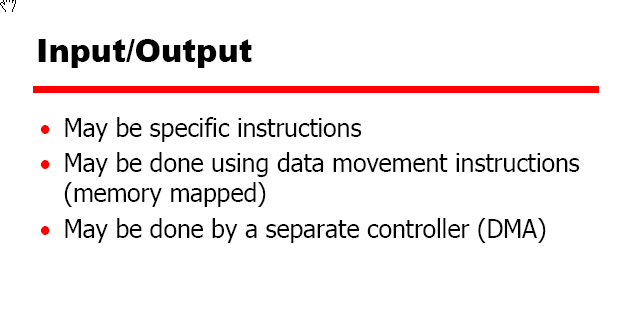 Input/Output
• May be specific instructions
• May be done using data movement instructions
(memory mapped)
• May be done by a separate controller (DMA)